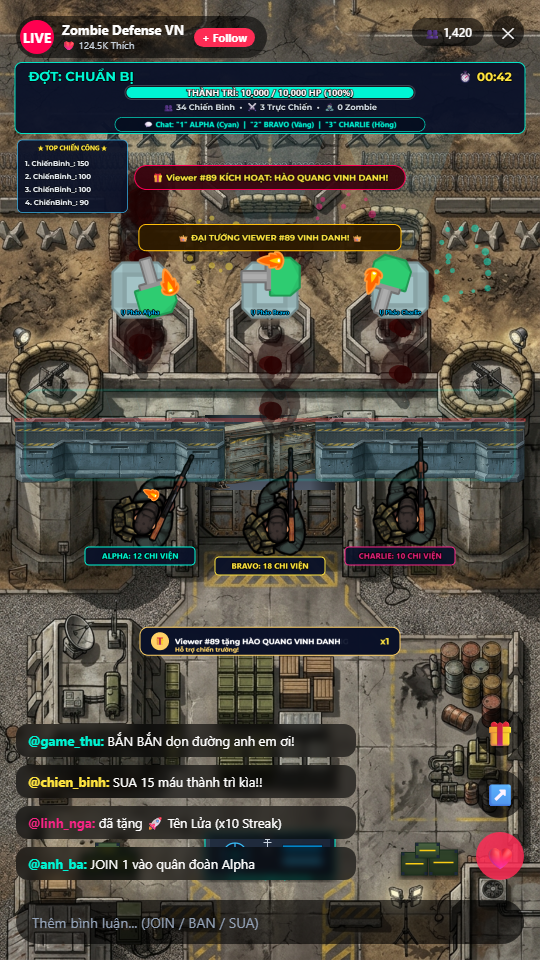 LIVE
Zombie Defense VN
124.5K Thích
+ Follow
1,420
ĐỢT: CHUẨN BỊ
00:42
THÀNH TRÌ: 10,000 / 10,000 HP (100%)
34 Chiến Binh • 3 Trực Chiến • 0 Zombie
Chat: "1" ALPHA (Cyan) | "2" BRAVO (Vàng) | "3" CHARLIE (Hồng)
★ TOP CHIẾN CÔNG ★
1. ChiếnBinh_: 150
2. ChiếnBinh_: 100
3. ChiếnBinh_: 100
4. ChiếnBinh_: 90
Viewer #89 KÍCH HOẠT: HÀO QUANG VINH DANH!
ĐẠI TƯỚNG VIEWER #89 VINH DANH!
Ụ Pháo Alpha
Ụ Pháo Bravo
Ụ Pháo Charlie
ALPHA: 12 CHI VIỆN
BRAVO: 18 CHI VIỆN
CHARLIE: 10 CHI VIỆN
T
Viewer #89 tặng HÀO QUANG VINH DANH
x1
Hỗ trợ chiến trường!
@game_thu: BẮN BẮN dọn đường anh em ơi!
@chien_binh: SUA 15 máu thành trì kìa!!
@linh_nga: đã tặng 🚀 Tên Lửa (x10 Streak)
@anh_ba: JOIN 1 vào quân đoàn Alpha
Thêm bình luận... (JOIN / BAN / SUA)